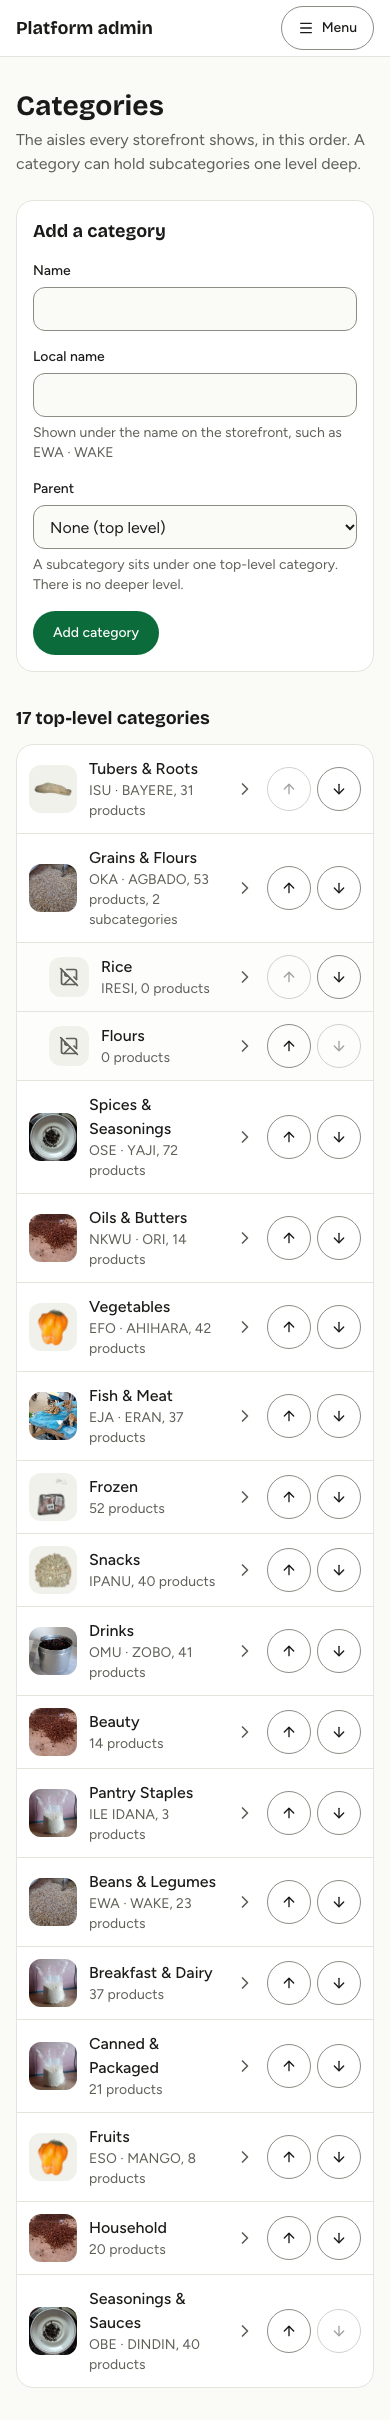 Platform admin
Menu
Categories
The aisles every storefront shows, in this order. A
category can hold subcategories one level deep.
Add a category
Name
Local name
Shown under the name on the storefront, such as
EWA · WAKE
Parent
None (top level)
A subcategory sits under one top-level category.
There is no deeper level.
Add category
17 top-level categories
Tubers & Roots
ISU · BAYERE, 31
products
Grains & Flours
OKA · AGBADO, 53
products, 2
subcategories
Rice
IRESI, 0 products
Flours
0 products
Spices &
Seasonings
OSE · YAJI, 72
products
Oils & Butters
NKWU · ORI, 14
products
Vegetables
EFO · AHIHARA, 42
products
Fish & Meat
EJA · ERAN, 37
products
Frozen
52 products
Snacks
IPANU, 40 products
Drinks
OMU · ZOBO, 41
products
Beauty
14 products
Pantry Staples
ILE IDANA, 3
products
Beans & Legumes
EWA · WAKE, 23
products
Breakfast & Dairy
37 products
Canned &
Packaged
21 products
Fruits
ESO · MANGO, 8
products
Household
20 products
Seasonings &
Sauces
OBE · DINDIN, 40
products